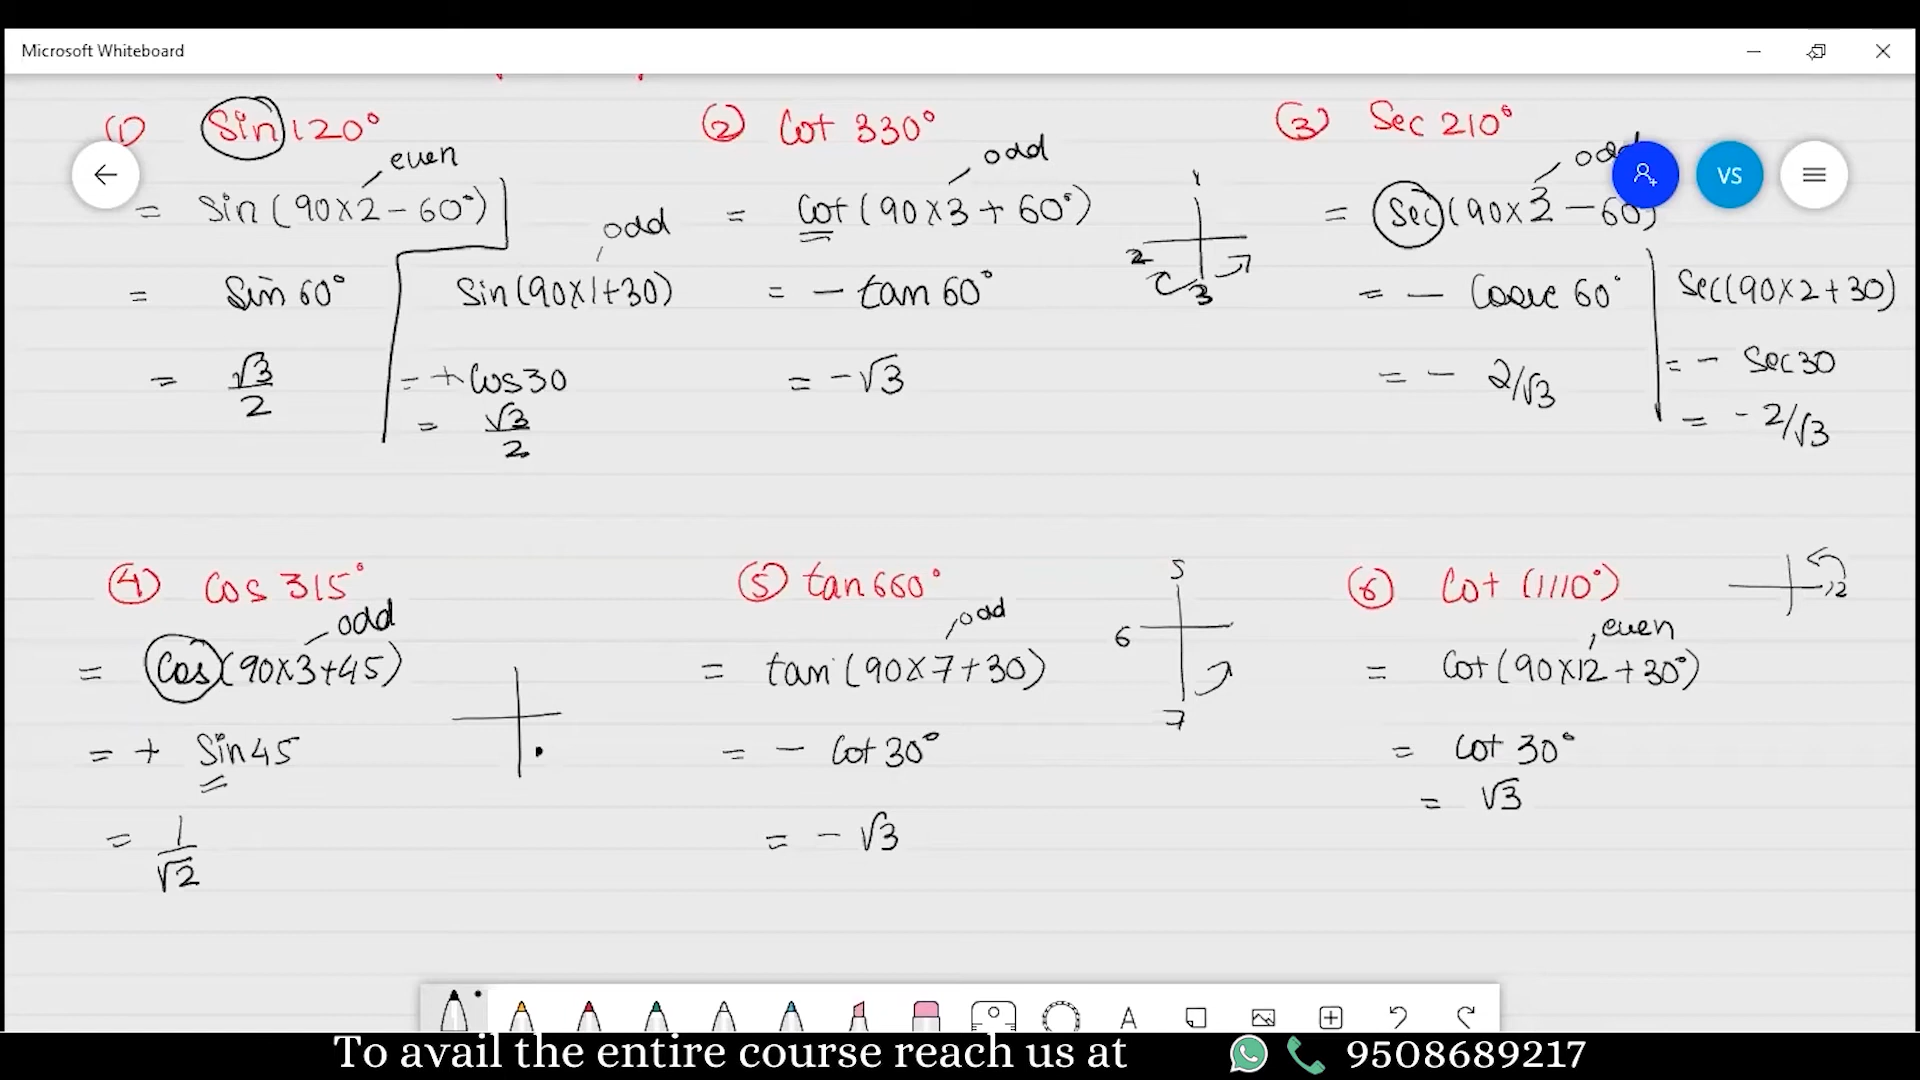 Microsoft Whiteboard
(1) Sin 120°
even
= Sin (90×2-60°)
= Sin 60°
= √3/2
odd
Sin (90×1+30)
= + Cos 30
= √3/2
(2) Cot 330°
odd
= Cot (90×3+60°)
= - tan 60°
= -√3
1
2
3
(3) Sec 210°
= Sec (90×3-60)
= - Cosec 60°
= - 2/√3
Sec (90×2+30)
= - Sec 30
= - 2/√3
VS
(4) Cos 315°
odd
= Cos (90×3+45)
= + Sin 45
= 1/√2
(5) tan 660°
odd
= tan (90×7+30)
= - Cot 30°
= - √3
5
6
7
(6) Cot (1110°)
even
= Cot (90×12+30°)
= Cot 30°
= √3
12
A
To avail the entire course reach us at 9508689217